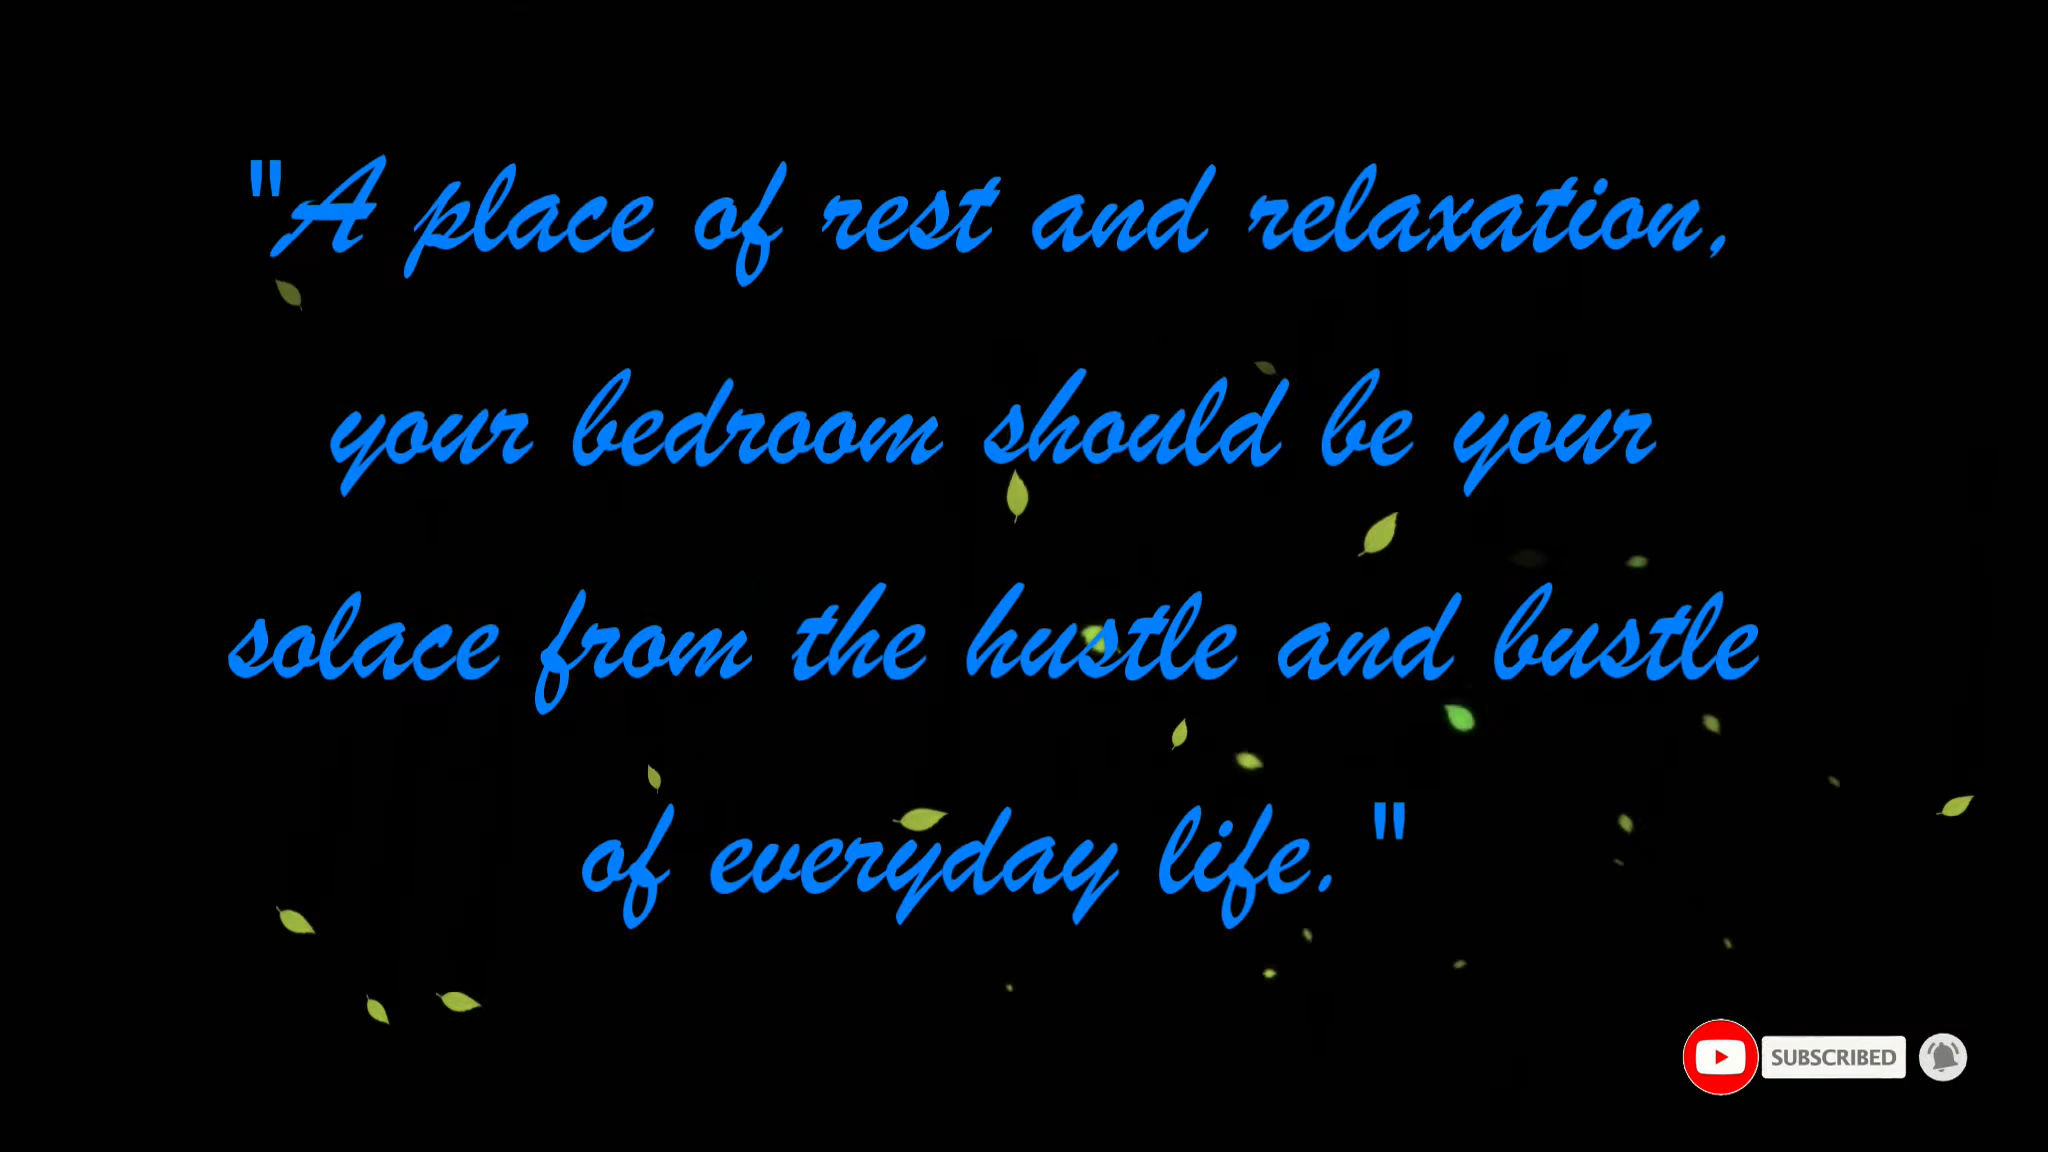 "A place of rest and relaxation,
your bedroom should be your
solace from the hustle and bustle
of everyday life."
SUBSCRIBED